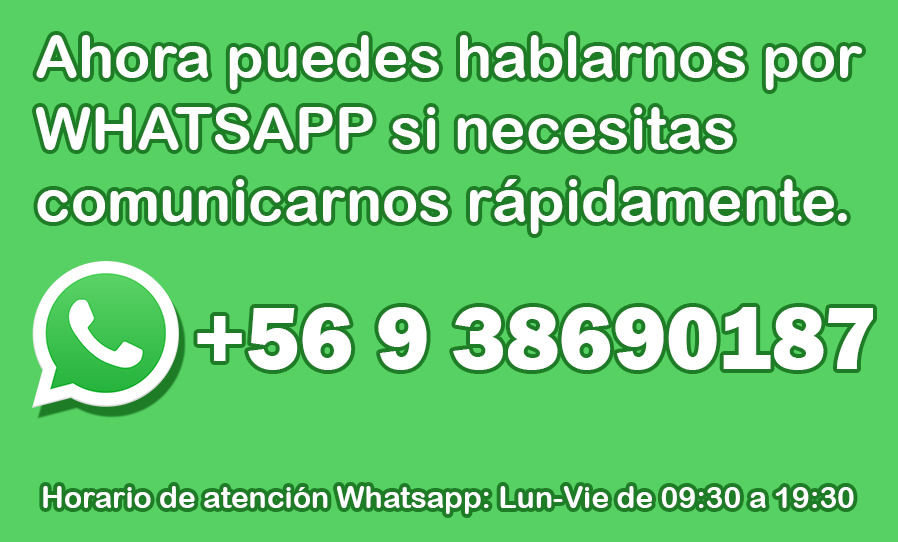 Ahora puedes hablarnos por
WHATSAPP si necesitas
comunicarnos rápidamente.
+56 9 38690187
Horario de atención Whatsapp: Lun-Vie de 09:30 a 19:30